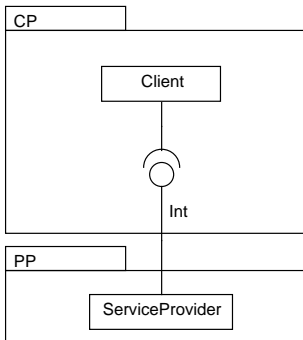 CP
Client
Int
PP
ServiceProvider